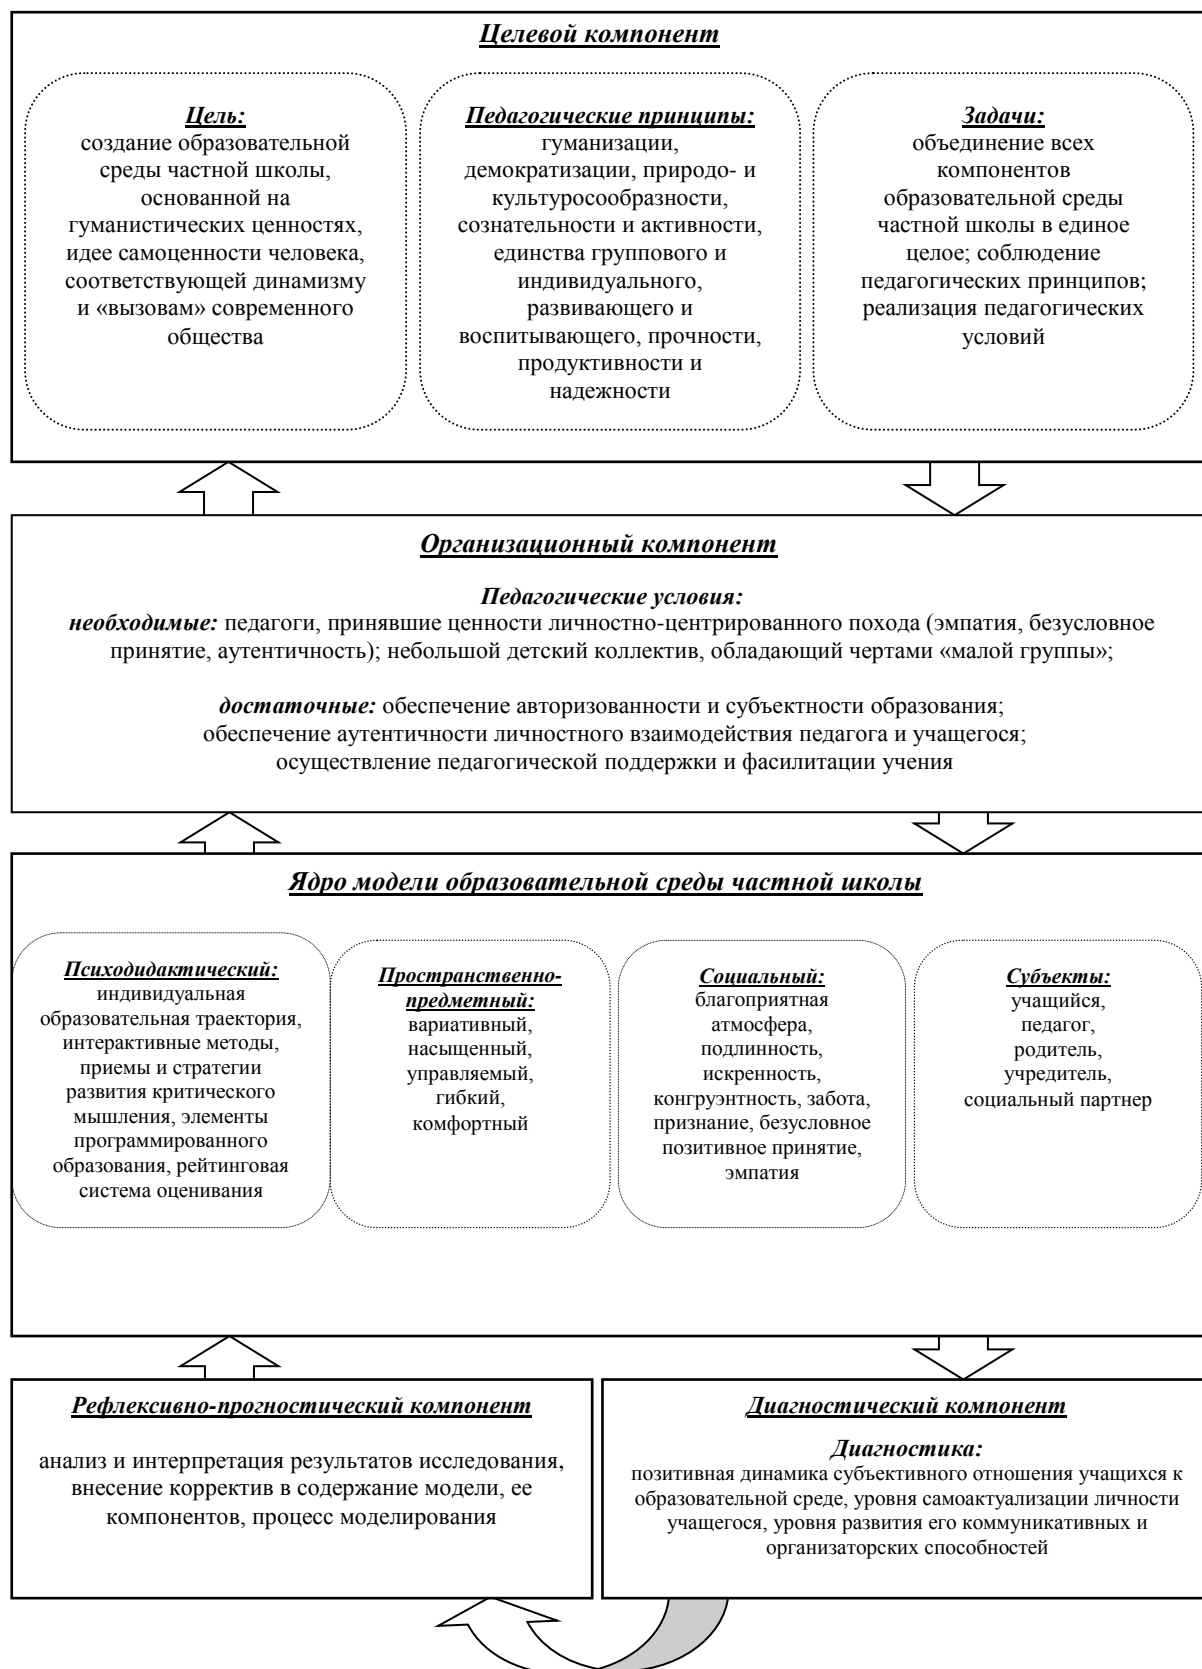 Целевой компонент
Цель:
создание образовательной
среды частной школы,
основанной на
гуманистических ценностях,
идее самоценности человека,
соответствующей динамизму
и «вызовам» современного
общества
Педагогические принципы:
гуманизации,
демократизации, природо- и
культуросообразности,
сознательности и активности,
единства группового и
индивидуального,
развивающего и
воспитывающего, прочности,
продуктивности и
надежности
Задачи:
объединение всех
компонентов
образовательной среды
частной школы в единое
целое; соблюдение
педагогических принципов;
реализация педагогических
условий
Организационный компонент
Педагогические условия:
необходимые: педагоги, принявшие ценности личностно-центрированного похода (эмпатия, безусловное
принятие, аутентичность); небольшой детский коллектив, обладающий чертами «малой группы»;
достаточные: обеспечение авторизованности и субъектности образования;
обеспечение аутентичности личностного взаимодействия педагога и учащегося;
осуществление педагогической поддержки и фасилитации учения
Ядро модели образовательной среды частной школы
Психодидактический:
индивидуальная
образовательная траектория,
интерактивные методы,
приемы и стратегии
развития критического
мышления, элементы
программированного
образования, рейтинговая
система оценивания
Пространственно-
предметный:
вариативный,
насыщенный,
управляемый,
гибкий,
комфортный
Социальный:
благоприятная
атмосфера,
подлинность,
искренность,
конгруэнтность, забота,
признание, безусловное
позитивное принятие,
эмпатия
Субъекты:
учащийся,
педагог,
родитель,
учредитель,
социальный партнер
Рефлексивно-прогностический компонент
анализ и интерпретация результатов исследования,
внесение корректив в содержание модели, ее
компонентов, процесс моделирования
Диагностический компонент
Диагностика:
позитивная динамика субъективного отношения учащихся к
образовательной среде, уровня самоактуализации личности
учащегося, уровня развития его коммуникативных и
организаторских способностей